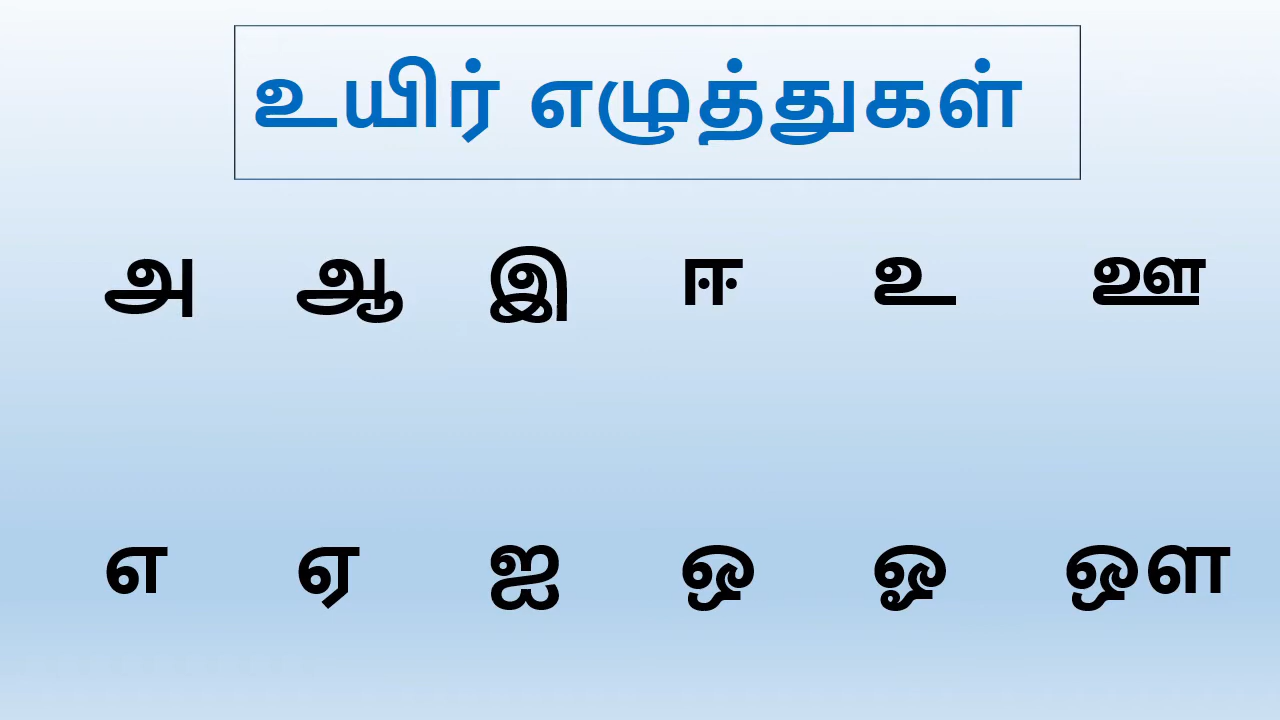 உயிர் எழுத்துகள்
அ ஆ இ ஈ உ ஊ
எ ஏ ஐ ஒ ஓ ஔ